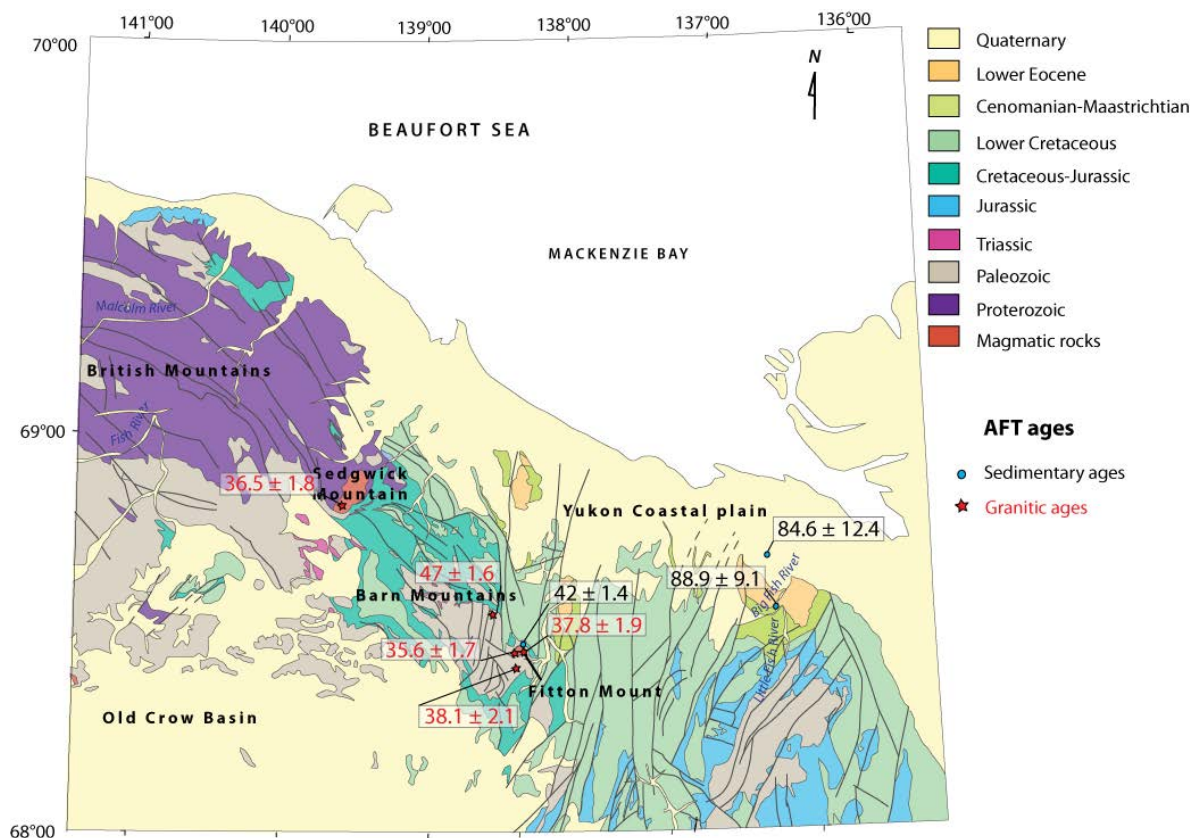 141°00
140°00
139°00
138°00
137°00
136°00
70°00
N
BEAUFORT SEA
MACKENZIE BAY
Malcolm River
British Mountains
69°00
Fish River
Sedgwick
Mountain
36.5 ± 1.8
Yukon Coastal plain
84.6 ± 12.4
47 ± 1.6
88.9 ± 9.1
Big Fish River
42 ± 1.4
Barn Mountains
37.8 ± 1.9
35.6 ± 1.7
Little Fish River
Fitton Mount
38.1 ± 2.1
Old Crow Basin
68°00
Quaternary
Lower Eocene
Cenomanian-Maastrichtian
Lower Cretaceous
Cretaceous-Jurassic
Jurassic
Triassic
Paleozoic
Proterozoic
Magmatic rocks
AFT ages
Sedimentary ages
Granitic ages